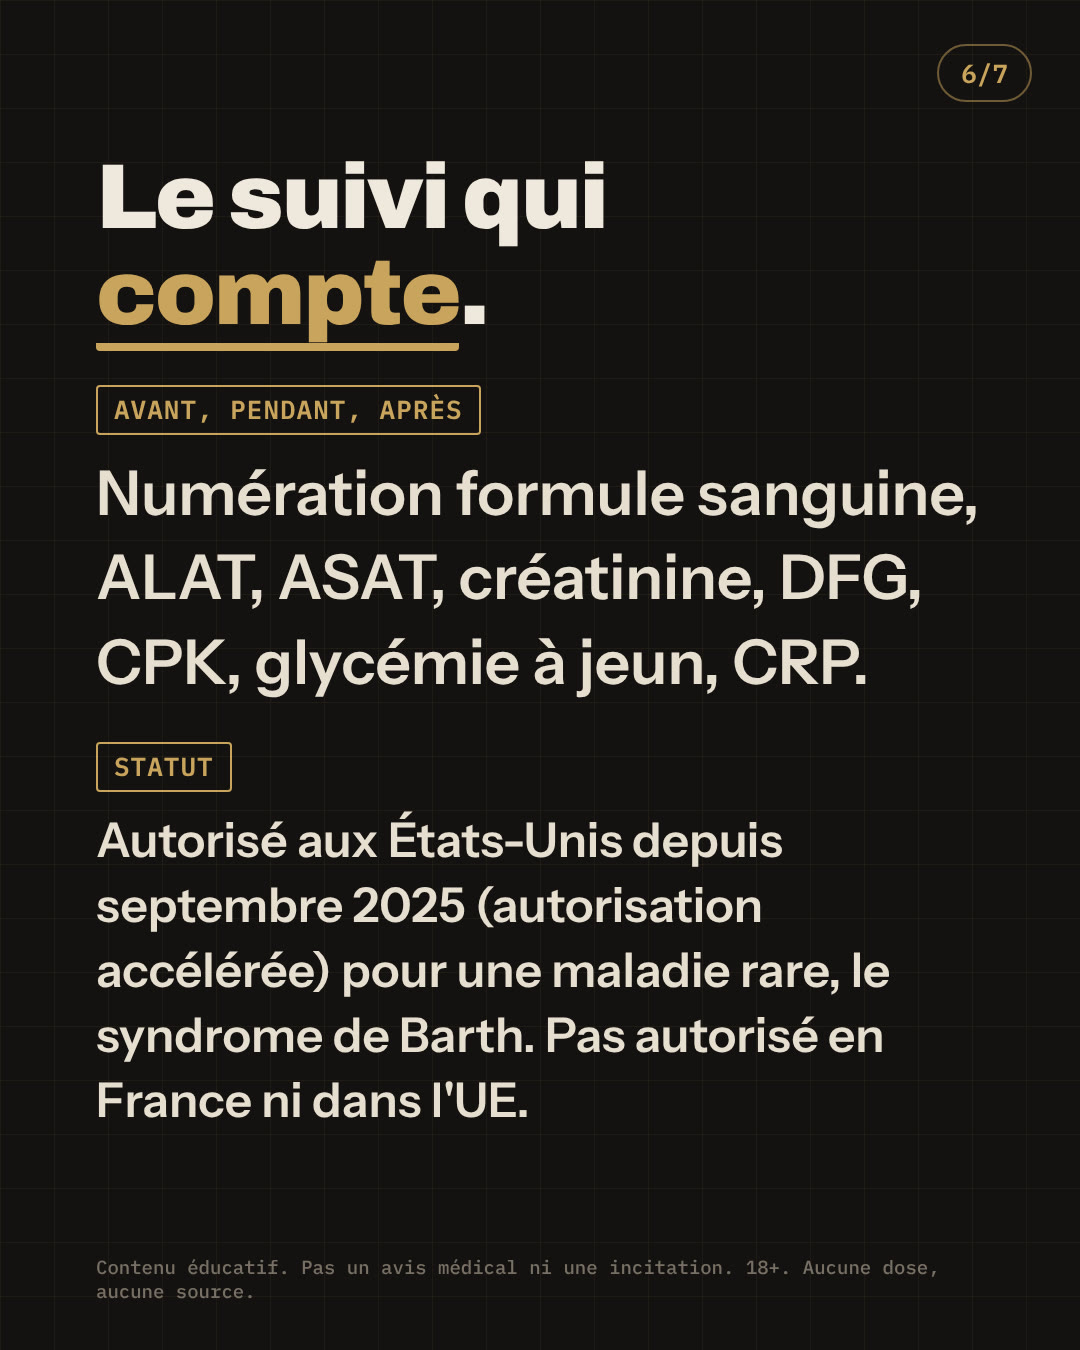 6/7
Le suivi qui
compte.
AVANT, PENDANT, APRÈS
Numération formule sanguine,
ALAT, ASAT, créatinine, DFG,
CPK, glycémie à jeun, CRP.
STATUT
Autorisé aux États-Unis depuis
septembre 2025 (autorisation
accélérée) pour une maladie rare, le
syndrome de Barth. Pas autorisé en
France ni dans l'UE.
Contenu éducatif. Pas un avis médical ni une incitation. 18+. Aucune dose,
aucune source.